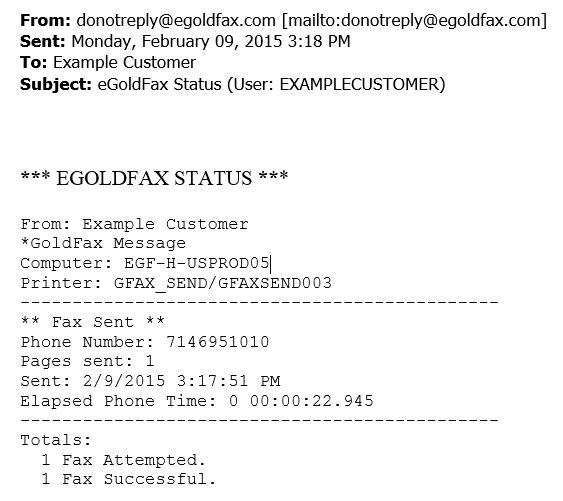 From: donotreply@egoldfax.com [mailto:donotreply@egoldfax.com]
Sent: Monday, February 09, 2015 3:18 PM
To: Example Customer
Subject: eGoldFax Status (User: EXAMPLECUSTOMER)
*** EGOLDFAX STATUS ***
From: Example Customer
*GoldFax Message
Computer: EGF-H-USPROD05
Printer: GFAX_SEND/GFAXSEND003
----------------------------------------------
** Fax Sent **
Phone Number: 7146951010
Pages sent: 1
Sent: 2/9/2015 3:17:51 PM
Elapsed Phone Time: 0 00:00:22.945
----------------------------------------------
Totals:
1 Fax Attempted.
1 Fax Successful.